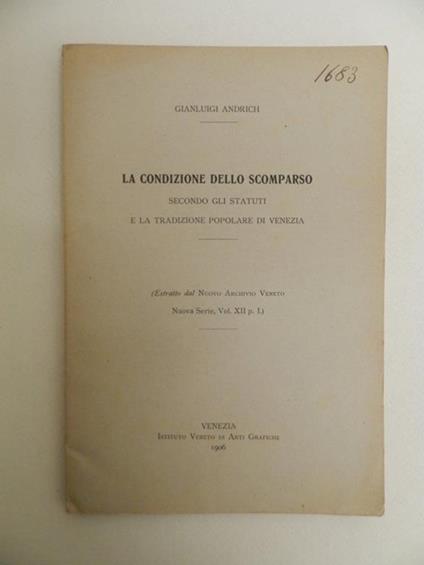 1683
GIANLUIGI ANDRICH
LA CONDIZIONE DELLO SCOMPARSO
SECONDO GLI STATUTI
E LA TRADIZIONE POPOLARE DI VENEZIA
(Estratto dal NUOVO ARCHIVIO VENETO
Nuova Serie, Vol. XII p. I.)
VENEZIA
ISTITUTO VENETO DI ARTI GRAFICHE
1906